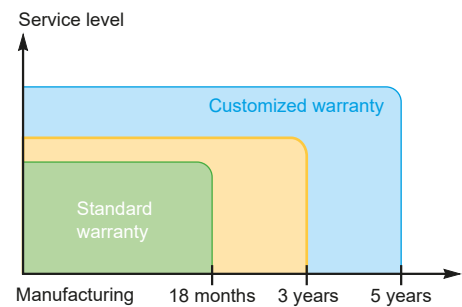 Service level
Customized warranty
Standard
warranty
Manufacturing 18 months 3 years 5 years